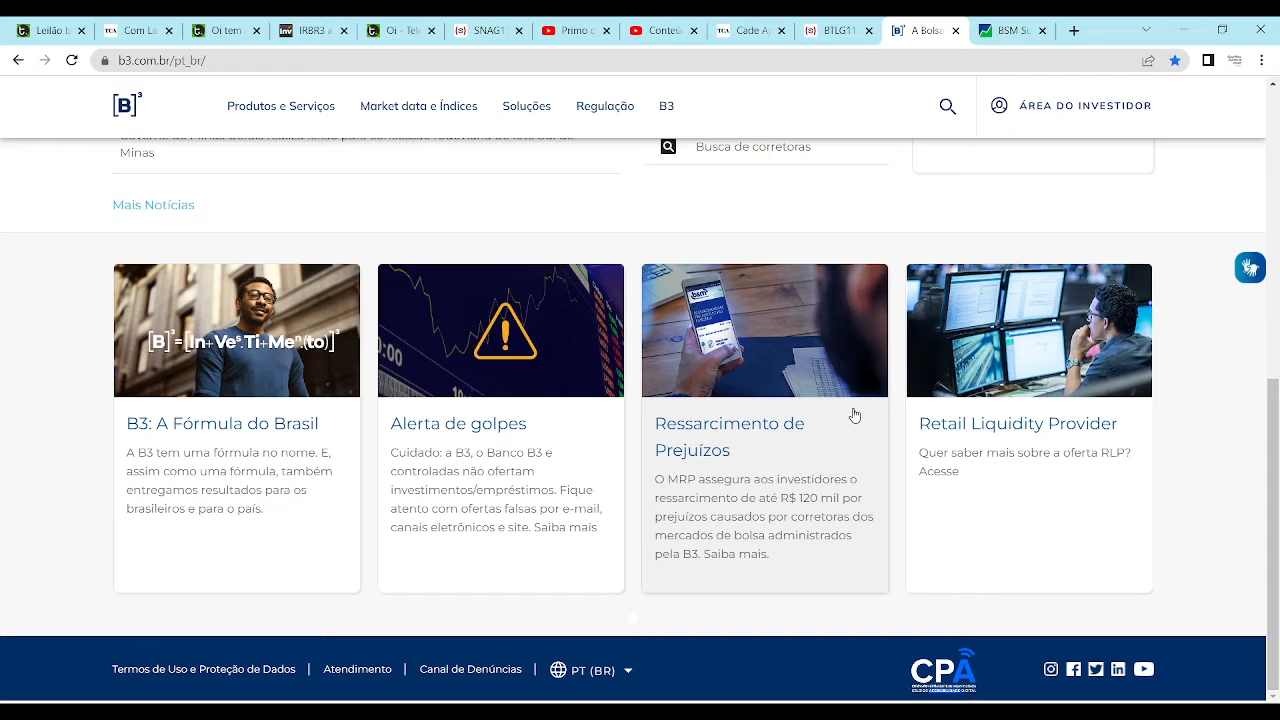 Leilão b
Com La
Oi tem
IRBR3 a
Oi - Tele
SNAG1
Primo c
Conteú
Cade Ap
BTLG11
A Bolsa
BSM Su
b3.com.br/pt_br/
[B]³
Produtos e Serviços
Market data e Índices
Soluções
Regulação
B3
ÁREA DO INVESTIDOR
Minas
Busca de corretoras
Mais Notícias
[B]³=[In+Ve⁵Ti+Meⁿ.(to)]³
B3: A Fórmula do Brasil
A B3 tem uma fórmula no nome. E,
assim como uma fórmula, também
entregamos resultados para os
brasileiros e para o país.
Alerta de golpes
Cuidado: a B3, o Banco B3 e
controladas não ofertam
investimentos/empréstimos. Fique
atento com ofertas falsas por e-mail,
canais eletrônicos e site. Saiba mais
bsm
Ressarcimento de
Prejuízos
O MRP assegura aos investidores o
ressarcimento de até R$ 120 mil por
prejuízos causados por corretoras dos
mercados de bolsa administrados
pela B3. Saiba mais.
Retail Liquidity Provider
Quer saber mais sobre a oferta RLP?
Acesse
Termos de Uso e Proteção de Dados
Atendimento
Canal de Denúncias
PT (BR)
CPA